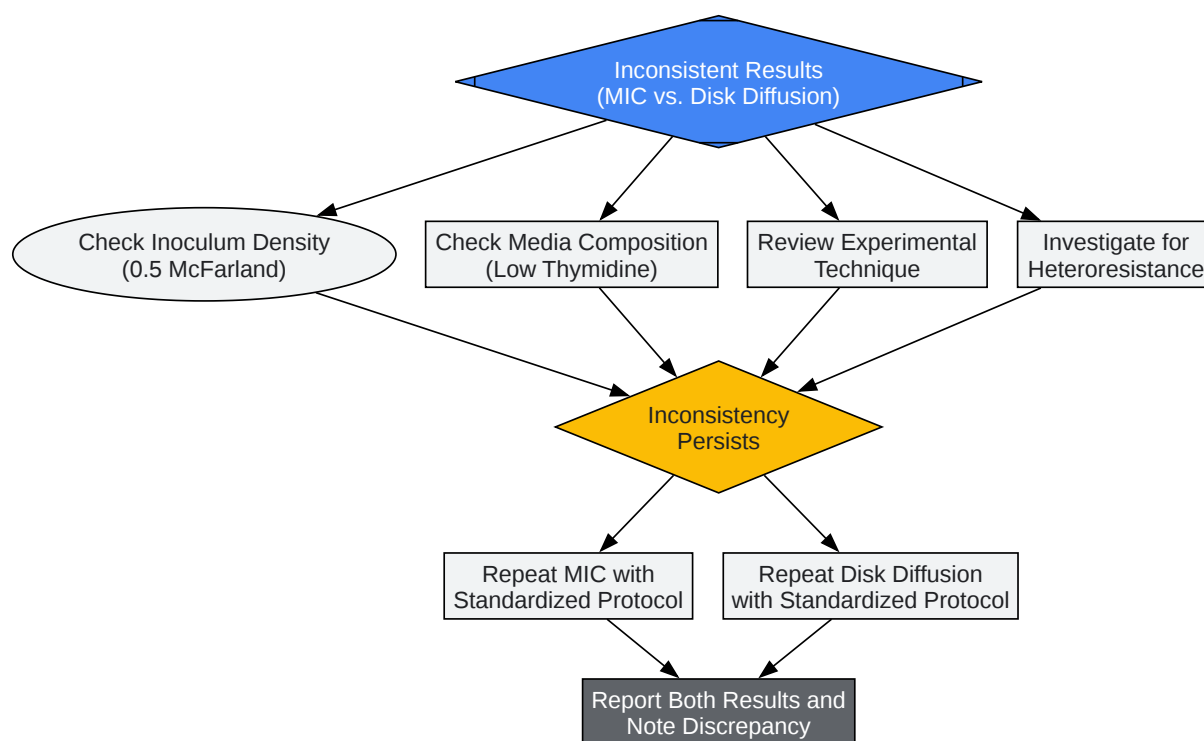 Inconsistent Results
(MIC vs. Disk Diffusion)
Check Inoculum Density
(0.5 McFarland)
Check Media Composition
(Low Thymidine)
Review Experimental
Technique
Investigate for
Heteroresistance
Inconsistency
Persists
Repeat MIC with
Standardized Protocol
Repeat Disk Diffusion
with Standardized Protocol
Report Both Results and
Note Discrepancy